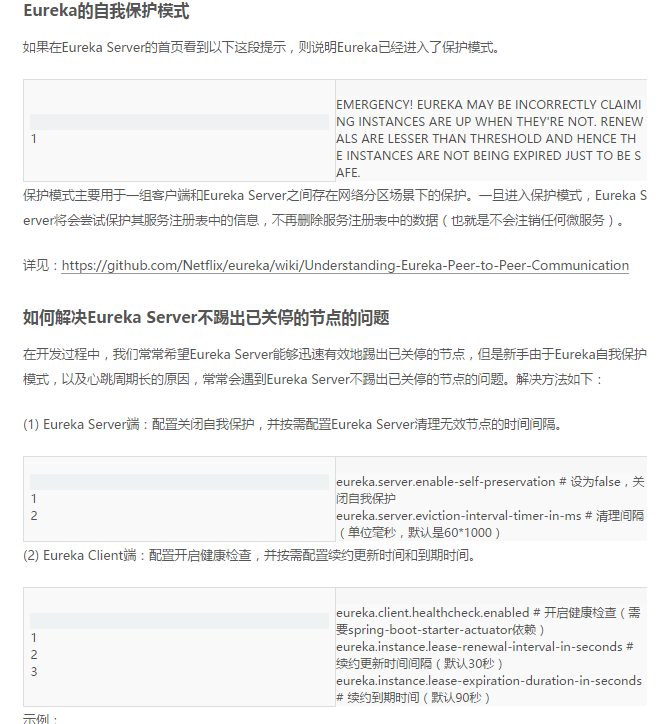 Eureka的自我保护模式
如果在Eureka Server的首页看到以下这段提示，则说明Eureka已经进入了保护模式。
1
EMERGENCY! EUREKA MAY BE INCORRECTLY CLAIMI
NG INSTANCES ARE UP WHEN THEY'RE NOT. RENEW
ALS ARE LESSER THAN THRESHOLD AND HENCE TH
E INSTANCES ARE NOT BEING EXPIRED JUST TO BE S
AFE.
保护模式主要用于一组客户端和Eureka Server之间存在网络分区场景下的保护。一旦进入保护模式，Eureka S
erver将会尝试保护其服务注册表中的信息，不再删除服务注册表中的数据（也就是不会注销任何微服务）。
详见：https://github.com/Netflix/eureka/wiki/Understanding-Eureka-Peer-to-Peer-Communication
如何解决Eureka Server不踢出已关停的节点的问题
在开发过程中，我们常常希望Eureka Server能够迅速有效地踢出已关停的节点，但是新手由于Eureka自我保护
模式，以及心跳周期长的原因，常常会遇到Eureka Server不踢出已关停的节点的问题。解决方法如下：
(1) Eureka Server端：配置关闭自我保护，并按需配置Eureka Server清理无效节点的时间间隔。
1
2
eureka.server.enable-self-preservation # 设为false，关
闭自我保护
eureka.server.eviction-interval-timer-in-ms # 清理间隔
（单位毫秒，默认是60*1000）
(2) Eureka Client端：配置开启健康检查，并按需配置续约更新时间和到期时间。
1
2
3
eureka.client.healthcheck.enabled # 开启健康检查（需
要spring-boot-starter-actuator依赖）
eureka.instance.lease-renewal-interval-in-seconds #
续约更新时间间隔（默认30秒）
eureka.instance.lease-expiration-duration-in-seconds
# 续约到期时间（默认90秒）
示例：